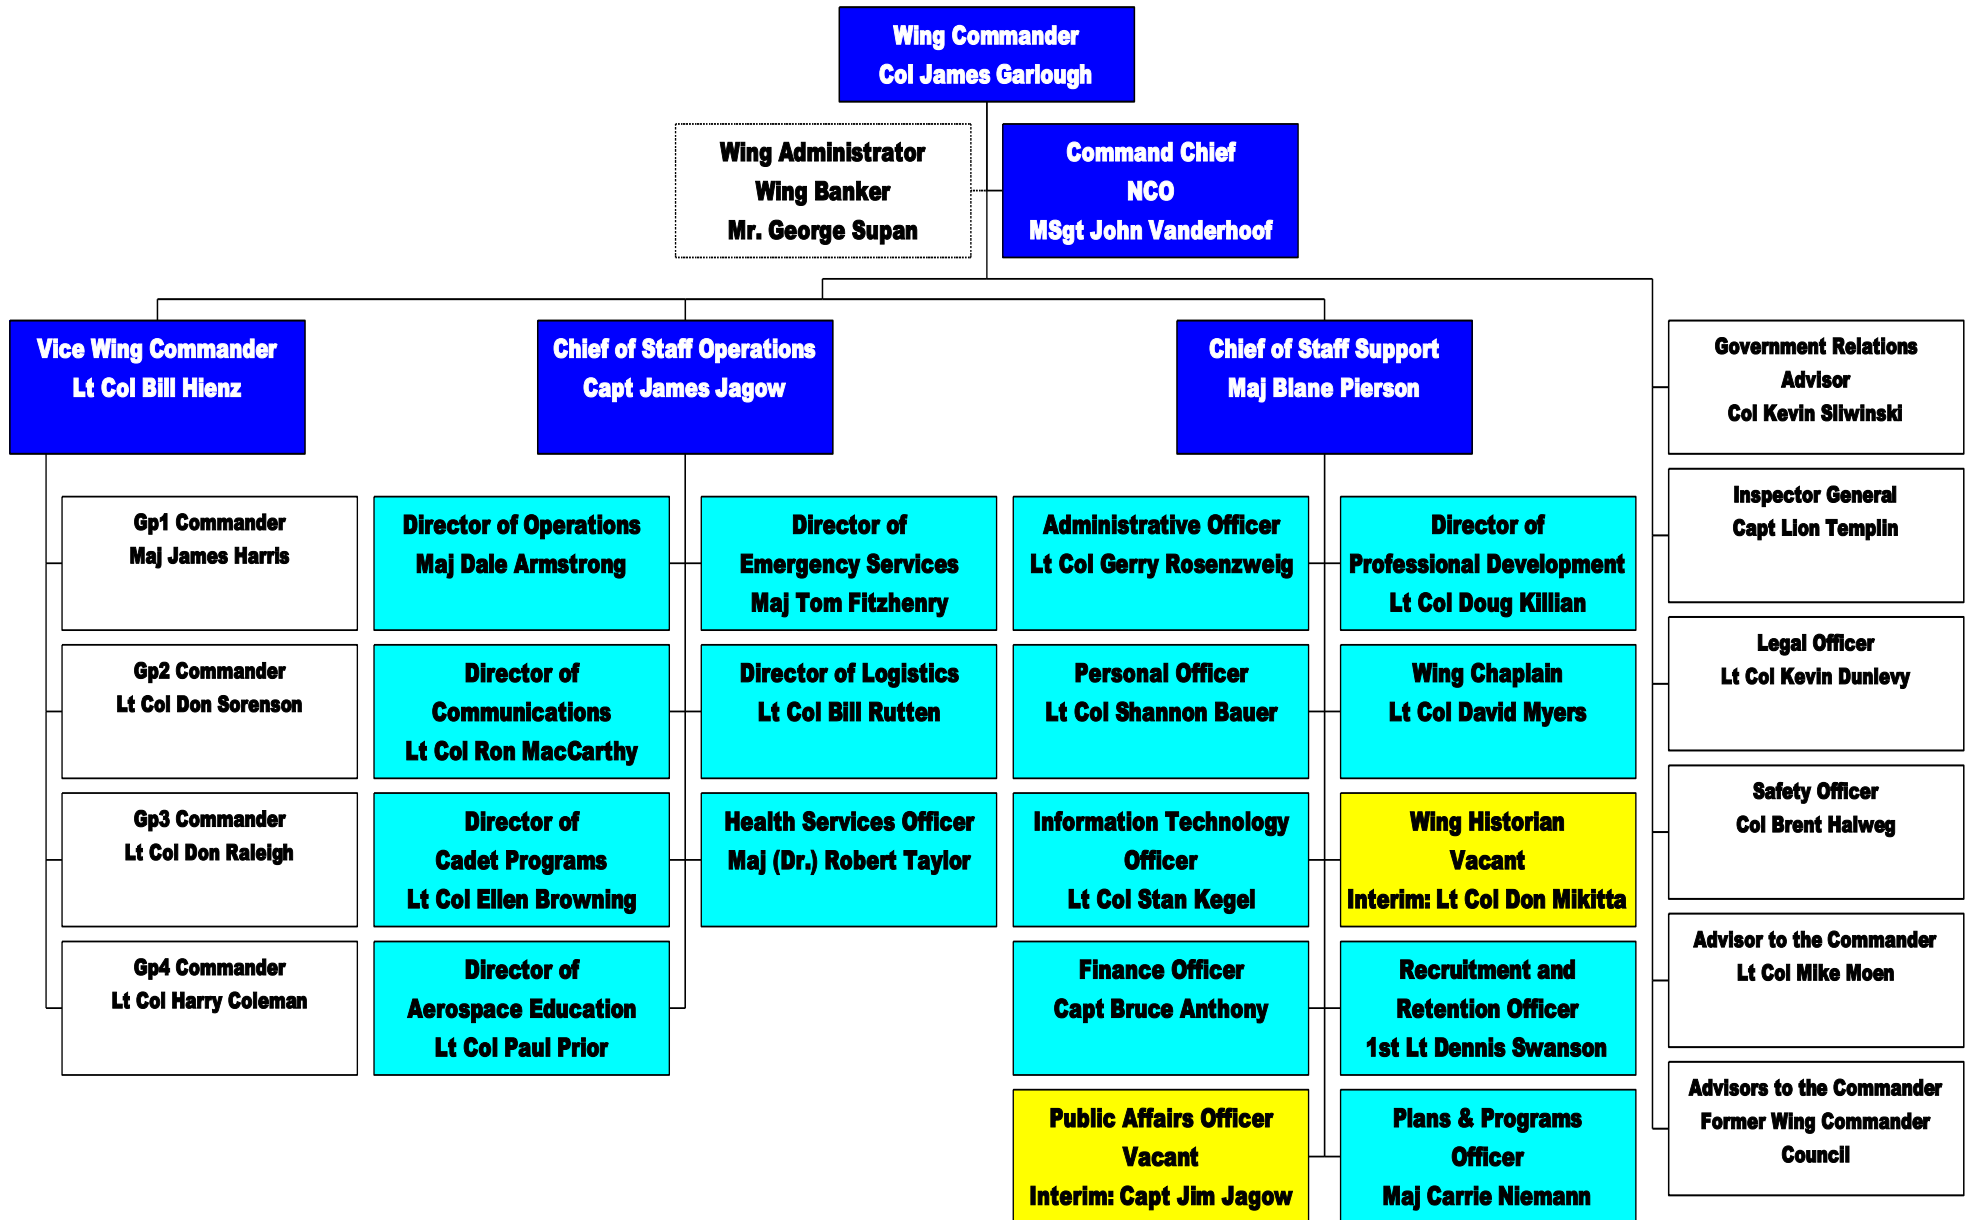 Wing Commander
Col James Garlough
Wing Administrator
Wing Banker
Mr. George Supan
Command Chief
NCO
MSgt John Vanderhoof
Vice Wing Commander
Lt Col Bill Hienz
Chief of Staff Operations
Capt James Jagow
Chief of Staff Support
Maj Blane Pierson
Gp1 Commander
Maj James Harris
Gp2 Commander
Lt Col Don Sorenson
Gp3 Commander
Lt Col Don Raleigh
Gp4 Commander
Lt Col Harry Coleman
Director of Operations
Maj Dale Armstrong
Director of
Emergency Services
Maj Tom Fitzhenry
Director of
Communications
Lt Col Ron MacCarthy
Director of Logistics
Lt Col Bill Rutten
Director of
Cadet Programs
Lt Col Ellen Browning
Health Services Officer
Maj (Dr.) Robert Taylor
Director of
Aerospace Education
Lt Col Paul Prior
Administrative Officer
Lt Col Gerry Rosenzweig
Director of
Professional Development
Lt Col Doug Killian
Personal Officer
Lt Col Shannon Bauer
Wing Chaplain
Lt Col David Myers
Information Technology
Officer
Lt Col Stan Kegel
Wing Historian
Vacant
Interim: Lt Col Don Mikitta
Finance Officer
Capt Bruce Anthony
Recruitment and
Retention Officer
1st Lt Dennis Swanson
Public Affairs Officer
Vacant
Interim: Capt Jim Jagow
Plans & Programs
Officer
Maj Carrie Niemann
Government Relations
Advisor
Col Kevin Sliwinski
Inspector General
Capt Lion Templin
Legal Officer
Lt Col Kevin Dunlevy
Safety Officer
Col Brent Halweg
Advisor to the Commander
Lt Col Mike Moen
Advisors to the Commander
Former Wing Commander
Council